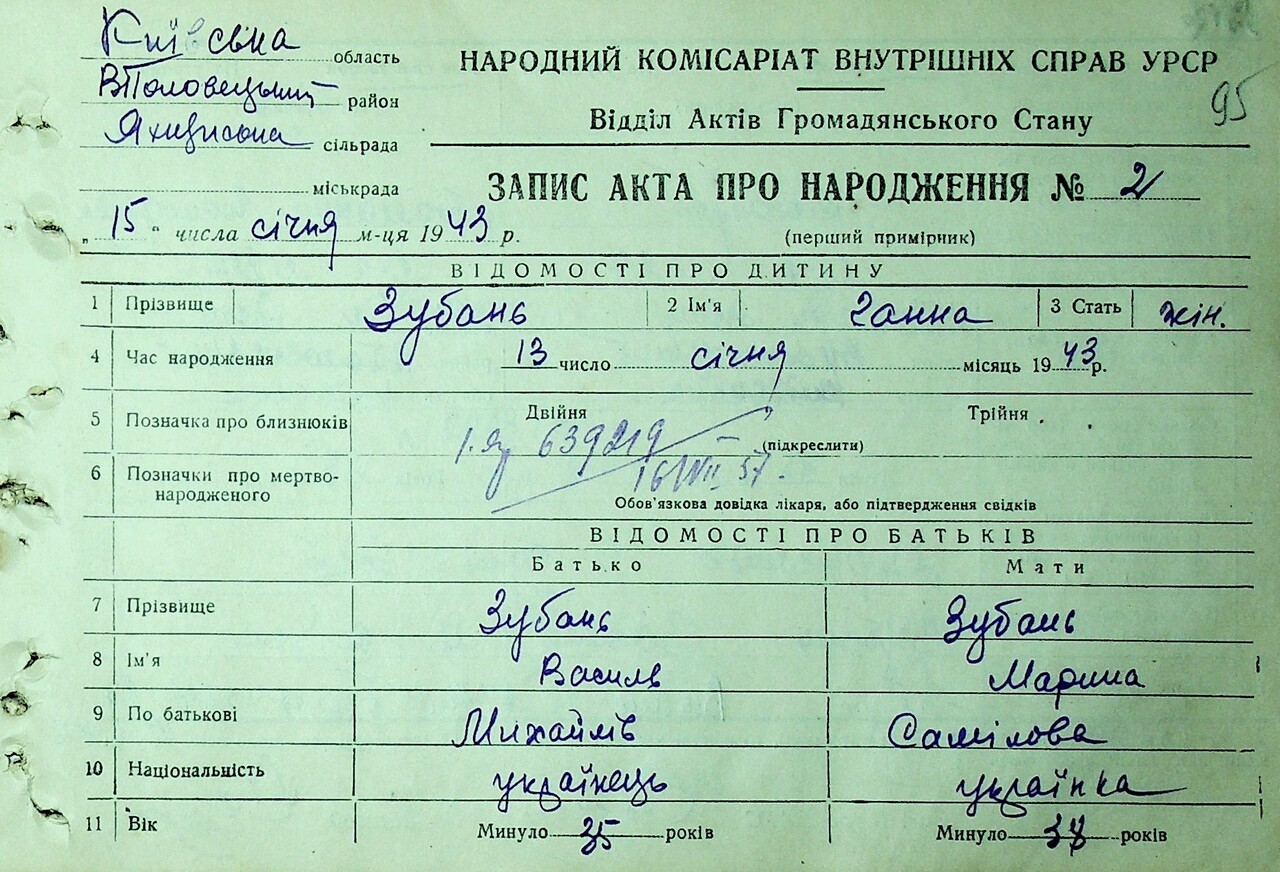 Київська область
В Половецький район
сільрада
міськрада
95
НАРОДНИЙ КОМІСАРІАТ ВНУТРІШНІХ СПРАВ УРСР
Відділ Актів Громадянського Стану
ЗАПИС АКТА ПРО НАРОДЖЕННЯ № 2
„15" числа січня м-ця 1943 р.
(перший примірник)
ВІДОМОСТІ ПРО ДИТИНУ
1 Прізвище Зубань 2 Ім'я Ганна 3 Стать жін.
4 Час народження 13 число січня місяць 1943 р.
5 Позначка про близнюків Двійня Трійня
(підкреслити)
639219
16/VII 57
6 Позначки про мертво-
народженого
Обов'язкова довідка лікаря, або підтвердження свідків
ВІДОМОСТІ ПРО БАТЬКІВ
Батько Мати
7 Прізвище Зубань Зубань
8 Ім'я Василь Марина
9 По батькові Михайлів Самілова
10 Національність українець українка
11 Вік Минуло 35 років Минуло років